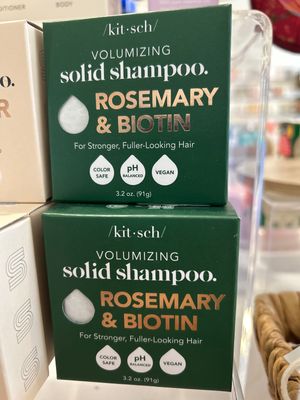 CONDITIONER
BODY
/kit·sch/
VOLUMIZING
solid shampoo.
ROSEMARY
& BIOTIN
For Stronger, Fuller-Looking Hair
COLOR
SAFE
pH
BALANCED
VEGAN
3.2 oz. (91g)
/kit·sch/
VOLUMIZING
solid shampoo.
ROSEMARY
& BIOTIN
For Stronger, Fuller-Looking Hair
COLOR
SAFE
pH
BALANCED
VEGAN
3.2 oz. (91g)